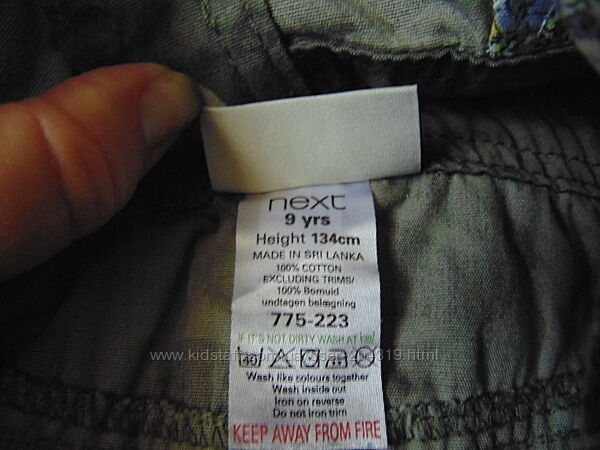 next
9 yrs
Height 134cm
MADE IN SRI LANKA
100% COTTON
EXCLUDING TRIMS/
100% Bomuld
undtagen belægning
775-223
IF IT'S NOT DIRTY WASH AT
40
Wash like colours together
Wash inside out
Iron on reverse
Do not Iron trim
KEEP AWAY FROM FIRE